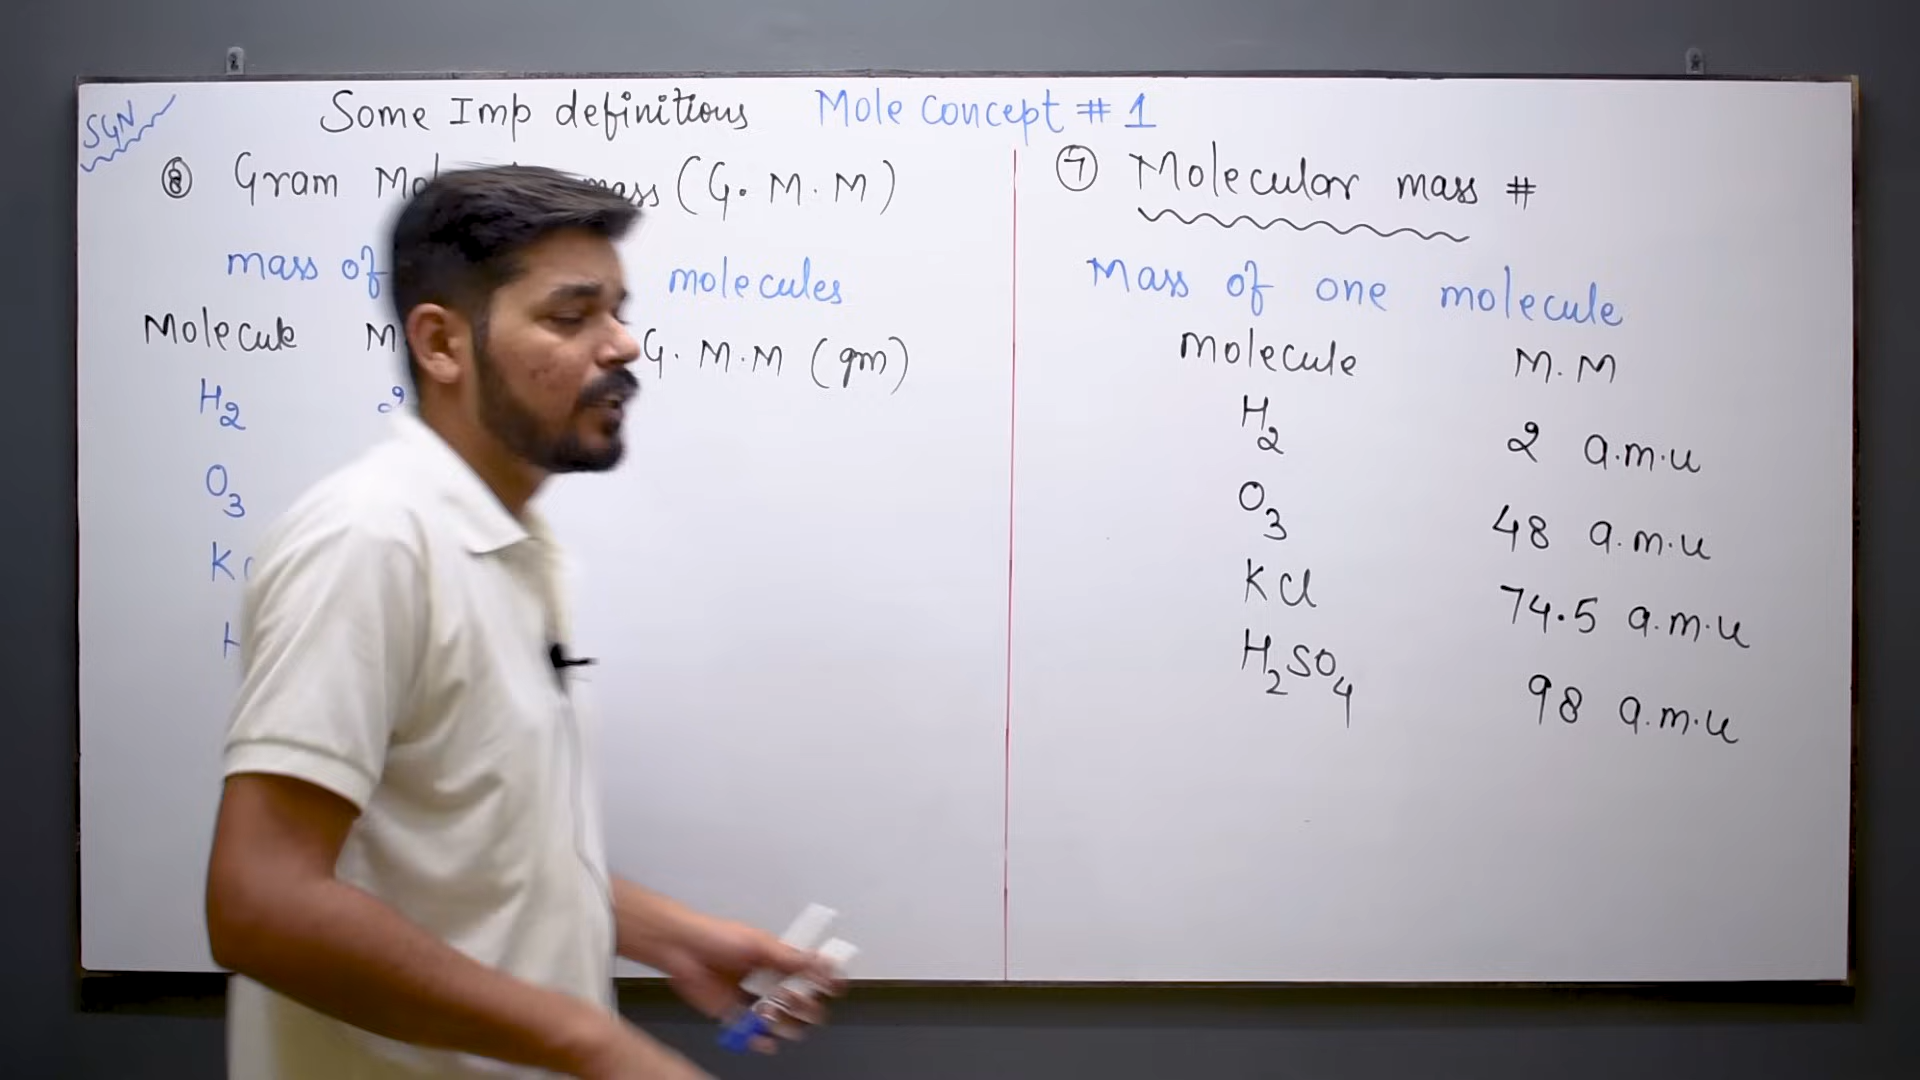 SGN
Some Imp definitions Mole concept # 1
⑧ Gram mass (G. M. M)
mass of molecules
Molecule G. M. M (gm)
H2 2
O3
⑦ Molecular mass #
Mass of one molecule
molecule M. M
H2 2 a.m.u
O3 48 a.m.u
KCl 74.5 a.m.u
H2SO4 98 a.m.u